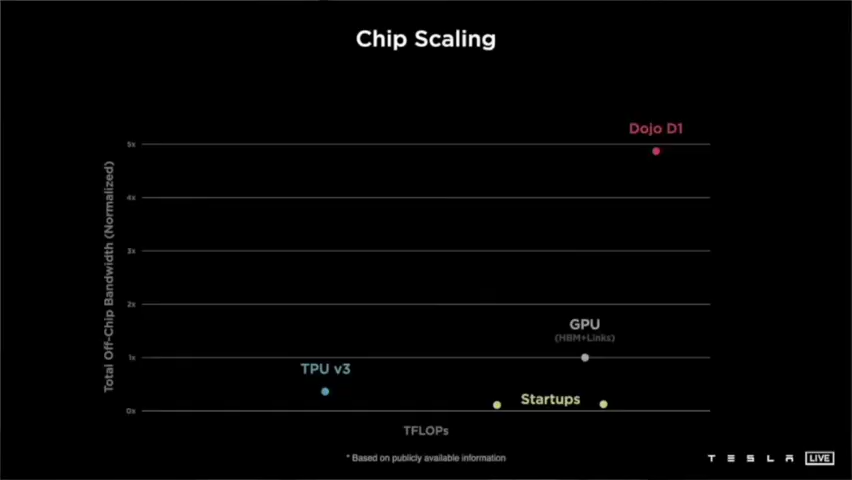 Chip Scaling
Dojo D1
5x
4x
3x
2x
1x
0x
Total Off-Chip Bandwidth (Normalized)
GPU
(HBM+Links)
TPU v3
Startups
TFLOPs
* Based on publicly available information
TESLA LIVE